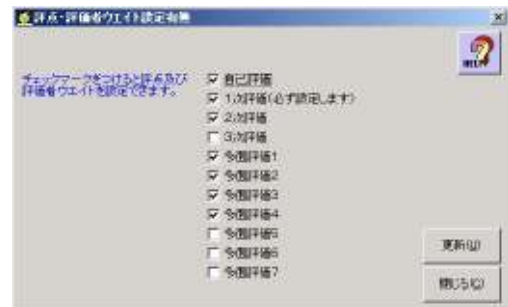 評点・評価者ウエイト設定有無
HELP
チェックマークをつけると評点及び
評価者ウエイトを設定できます。
自己評価
1次評価(必ず設定します)
2次評価
3次評価
多面評価1
多面評価2
多面評価3
多面評価4
多面評価5
多面評価6
多面評価7
更新(U)
閉じる(C)